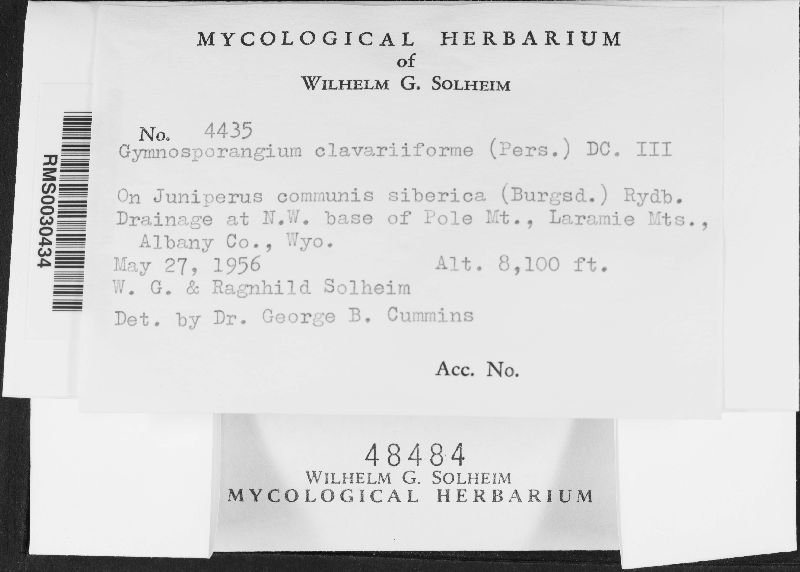 MYCOLOGICAL HERBARIUM
of
WILHELM G. SOLHEIM
No. 4435
Gymnosporangium clavariiforme (Pers.) DC. III
On Juniperus communis siberica (Burgsd.) Rydb.
Drainage at N.W. base of Pole Mt., Laramie Mts.,
Albany Co., Wyo.
May 27, 1956 Alt. 8,100 ft.
W. G. & Ragnhild Solheim
Det. by Dr. George B. Cummins
Acc. No.
RMS0030434
48484
WILHELM G. SOLHEIM
MYCOLOGICAL HERBARIUM